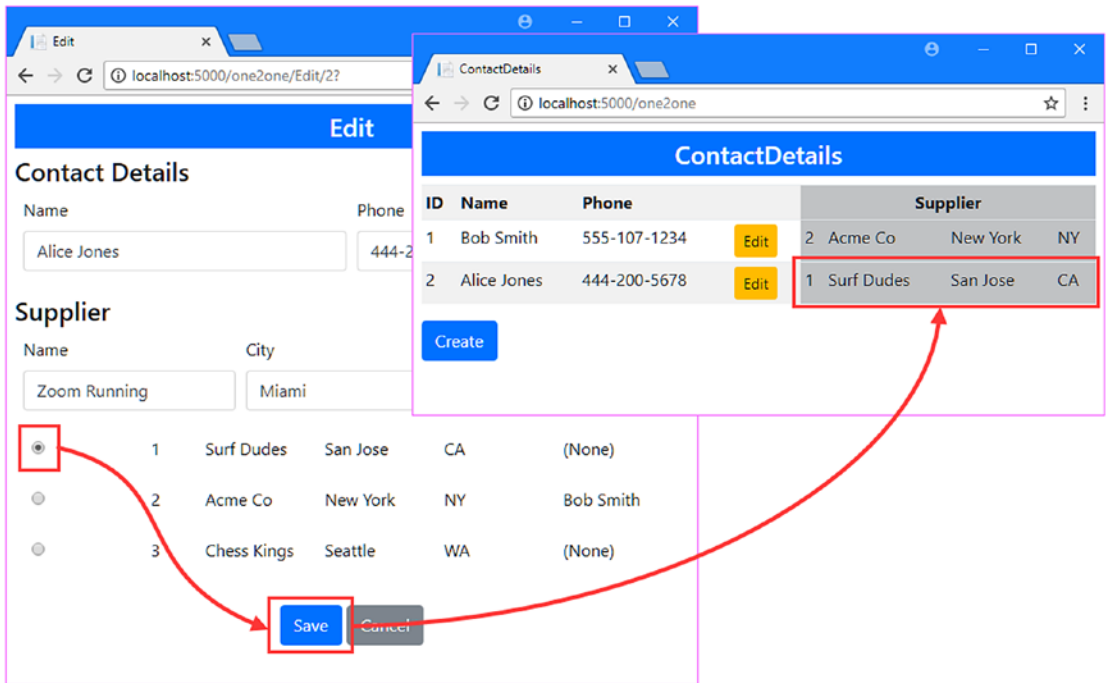 Edit
localhost:5000/one2one/Edit/2?
Edit
Contact Details
Name Phone
Alice Jones 444-2
Supplier
Name City
Zoom Running Miami
1 Surf Dudes San Jose CA (None)
2 Acme Co New York NY Bob Smith
3 Chess Kings Seattle WA (None)
Save Cancel
ContactDetails
localhost:5000/one2one
ContactDetails
ID Name Phone Supplier
1 Bob Smith 555-107-1234 Edit 2 Acme Co New York NY
2 Alice Jones 444-200-5678 Edit 1 Surf Dudes San Jose CA
Create